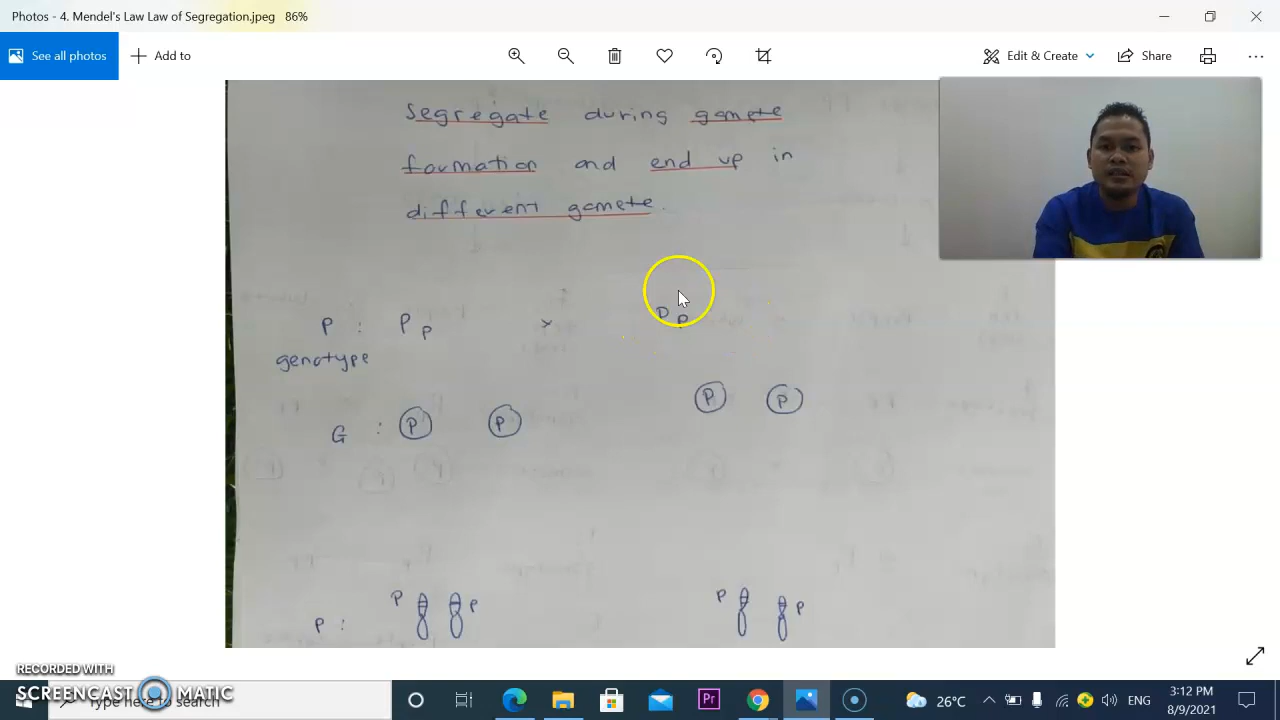 Photos - 4. Mendel's Law Law of Segregation.jpeg 86%
See all photos
Add to
Edit & Create
Share
segregate during gamete
formation and end up in
different gamete.
P : Pp × Pp
genotype
G : P p P p
P : P p P p
RECORDED WITH
SCREENCAST MATIC
Type here to search
Pr
26°C
ENG
3:12 PM
8/9/2021